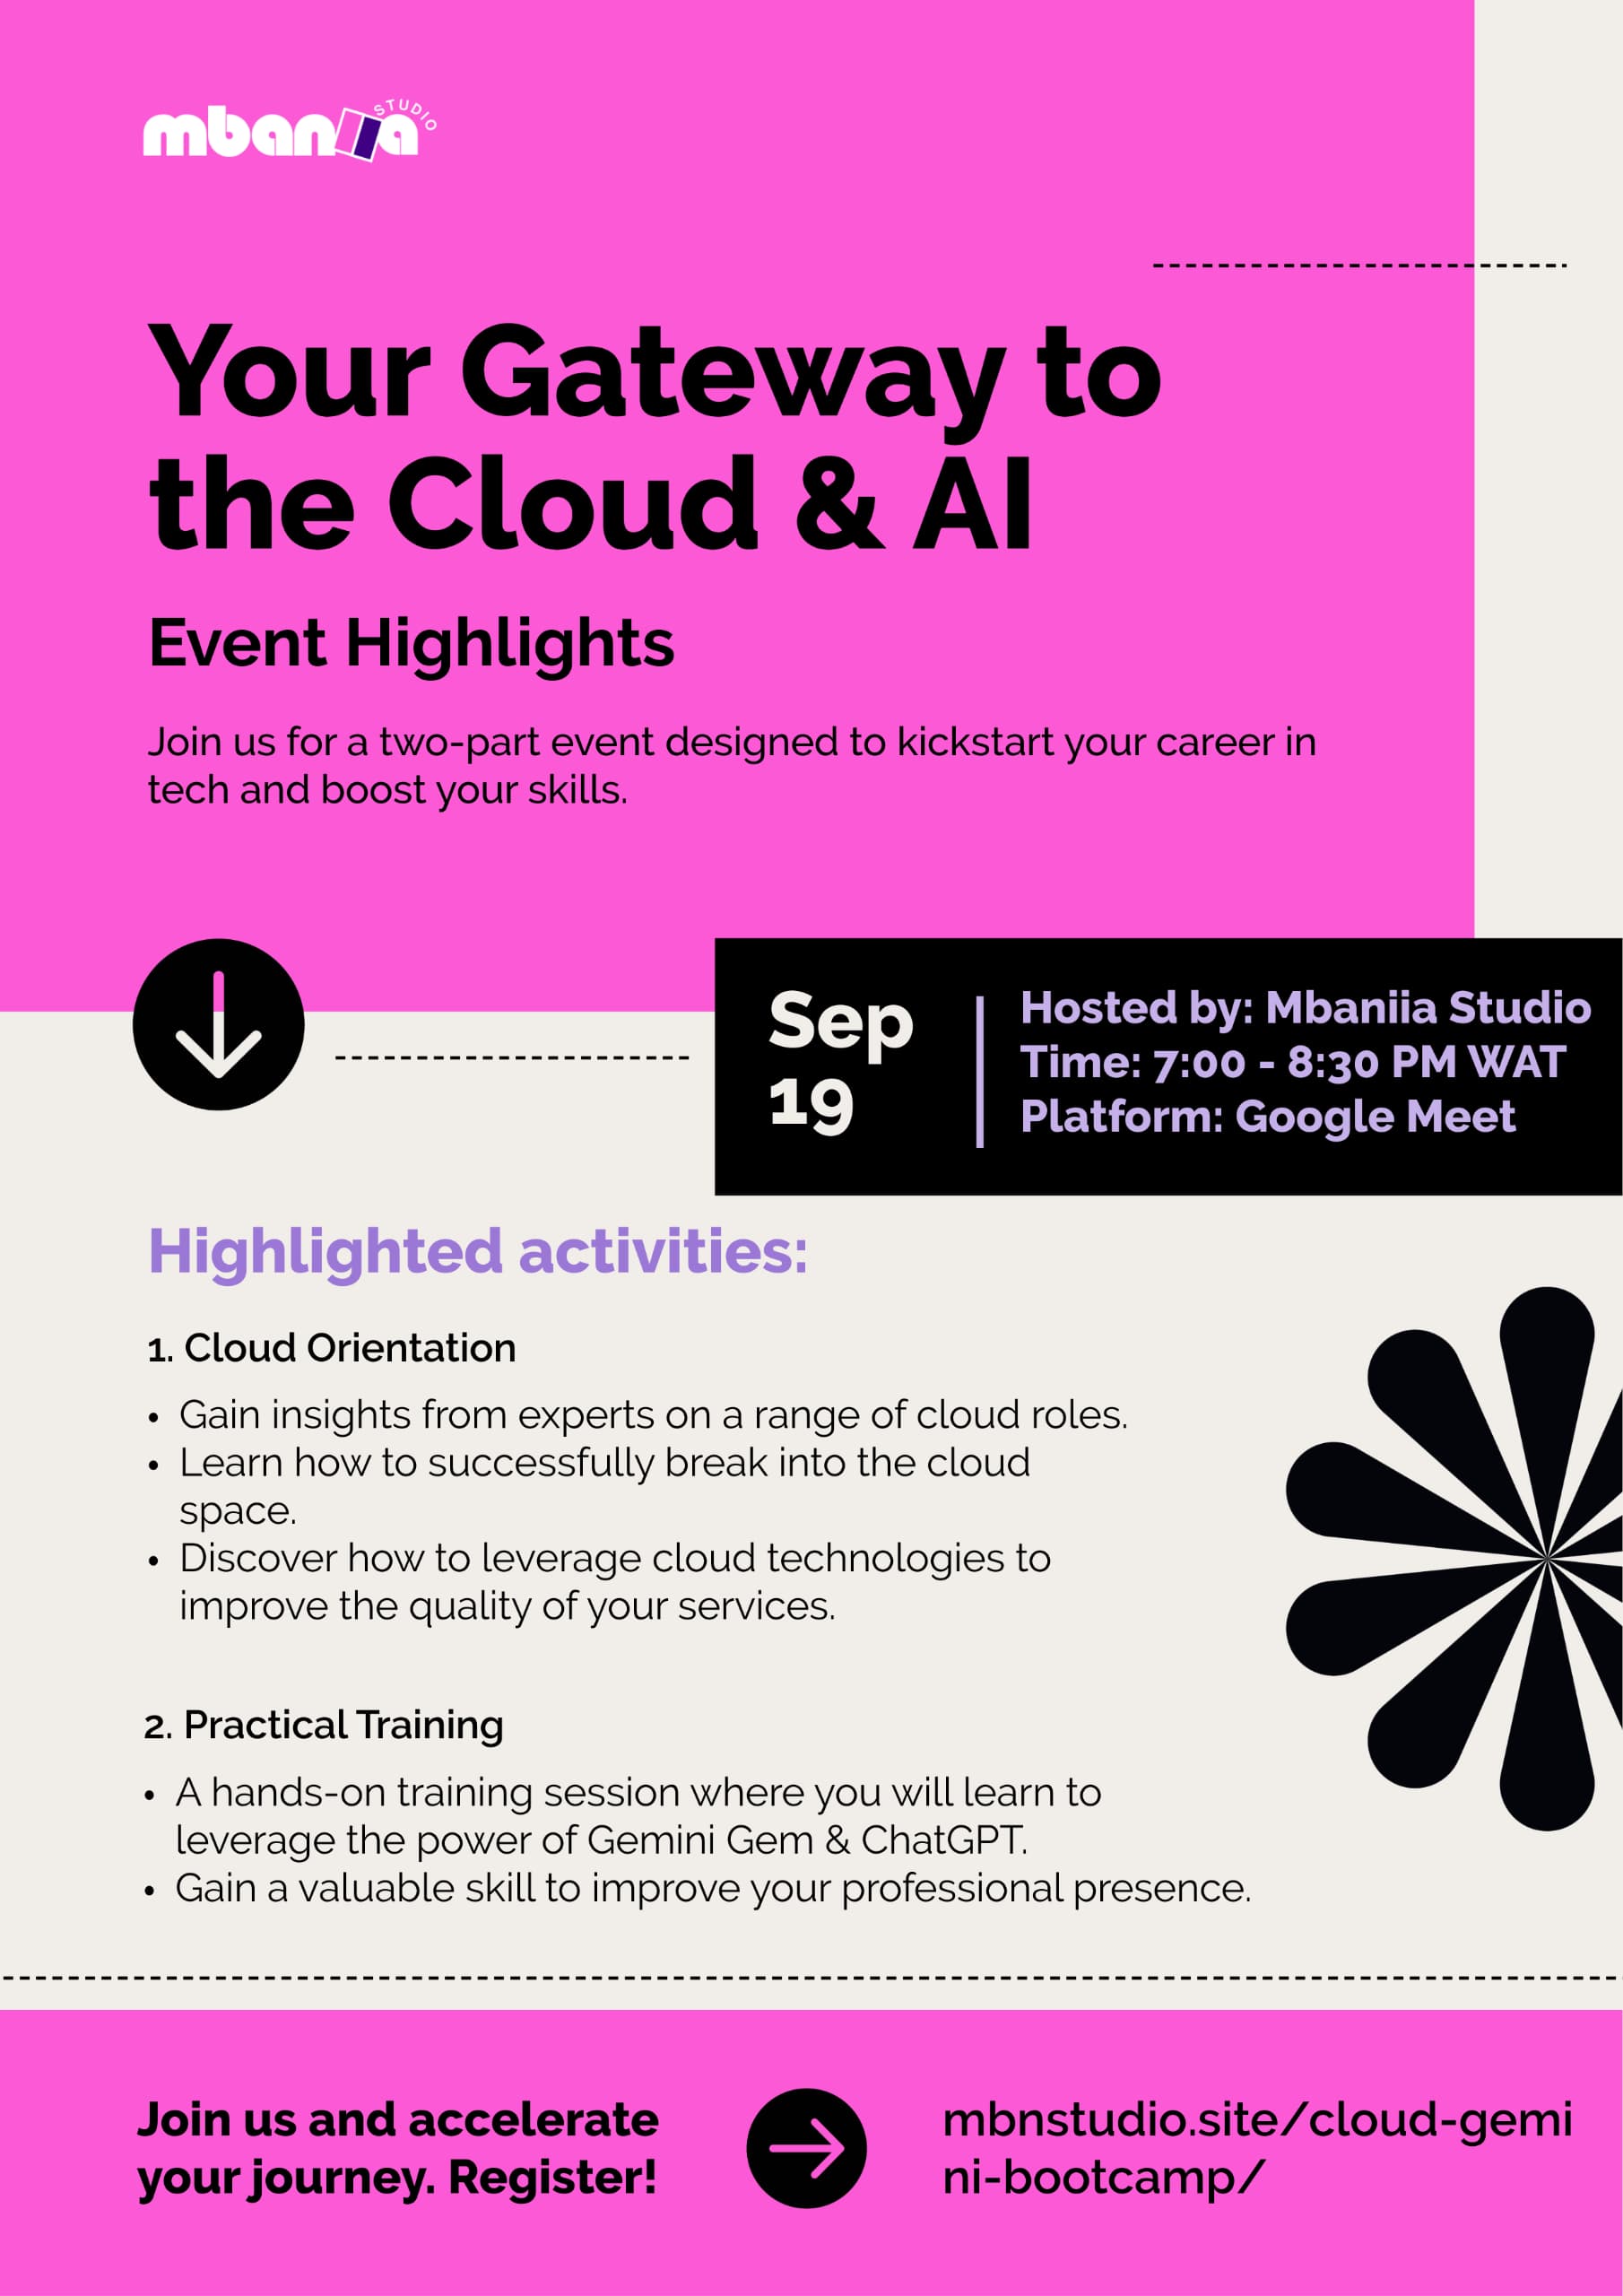 mbaniia STUDIO
Your Gateway to
the Cloud & AI
Event Highlights
Join us for a two-part event designed to kickstart your career in
tech and boost your skills.
Sep
19
Hosted by: Mbaniia Studio
Time: 7:00 - 8:30 PM WAT
Platform: Google Meet
Highlighted activities:
1. Cloud Orientation
• Gain insights from experts on a range of cloud roles.
• Learn how to successfully break into the cloud
space.
• Discover how to leverage cloud technologies to
improve the quality of your services.
2. Practical Training
• A hands-on training session where you will learn to
leverage the power of Gemini Gem & ChatGPT.
• Gain a valuable skill to improve your professional presence.
Join us and accelerate
your journey. Register!
mbnstudio.site/cloud-gemi
ni-bootcamp/